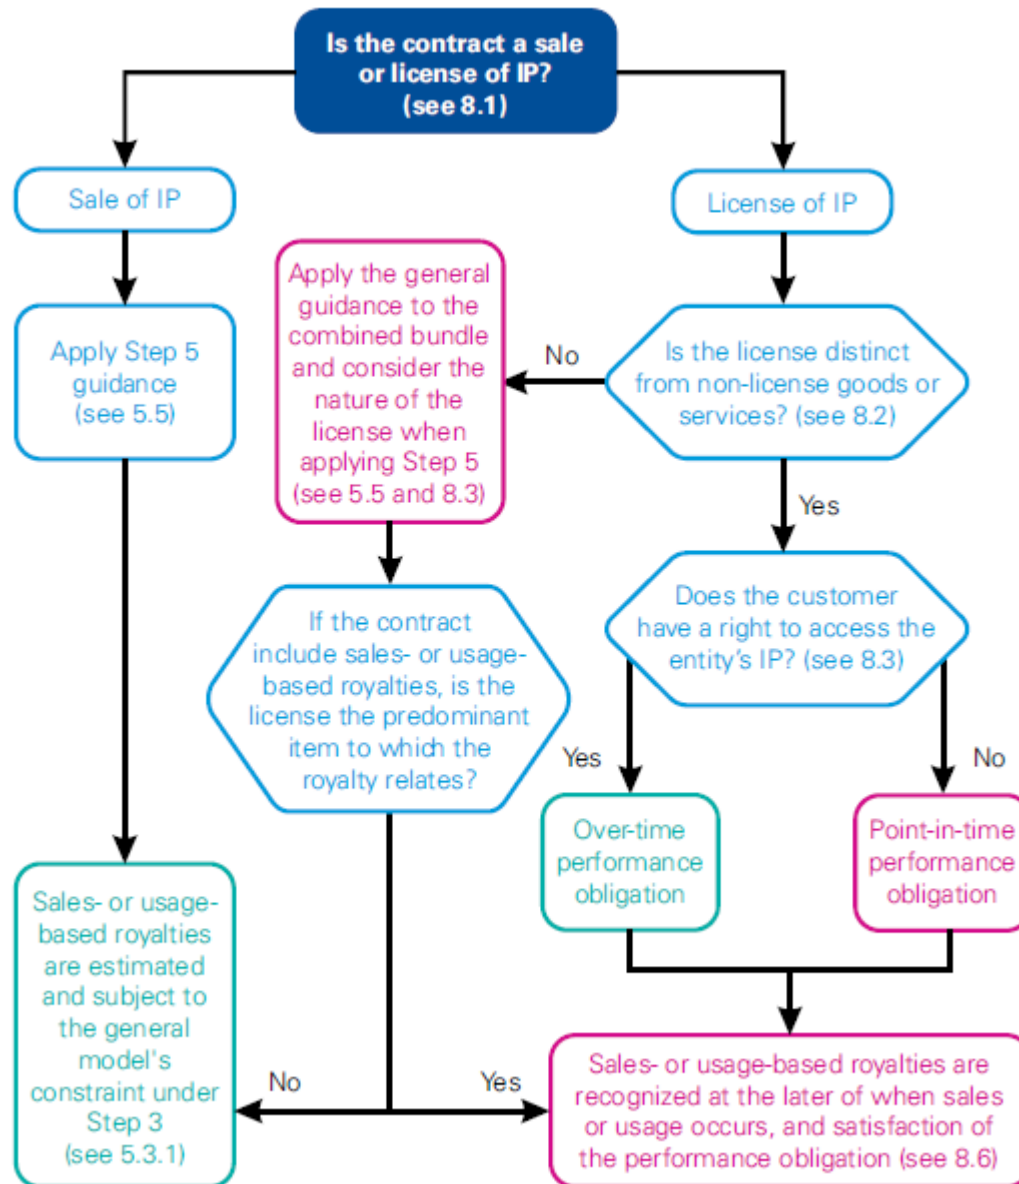 Is the contract a sale
or license of IP?
(see 8.1)
Sale of IP
License of IP
Apply the general
guidance to the
combined bundle
and consider the
nature of the
license when
applying Step 5
(see 5.5 and 8.3)
Apply Step 5
guidance
(see 5.5)
No
Is the license distinct
from non-license goods or
services? (see 8.2)
Yes
If the contract
include sales- or usage-
based royalties, is the
license the predominant
item to which the
royalty relates?
Does the customer
have a right to access the
entity's IP? (see 8.3)
Yes
No
Over-time
performance
obligation
Point-in-time
performance
obligation
Sales- or usage-
based royalties
are estimated
and subject to
the general
model's
constraint under
Step 3
(see 5.3.1)
No
Yes
Sales- or usage-based royalties are
recognized at the later of when sales
or usage occurs, and satisfaction of
the performance obligation (see 8.6)